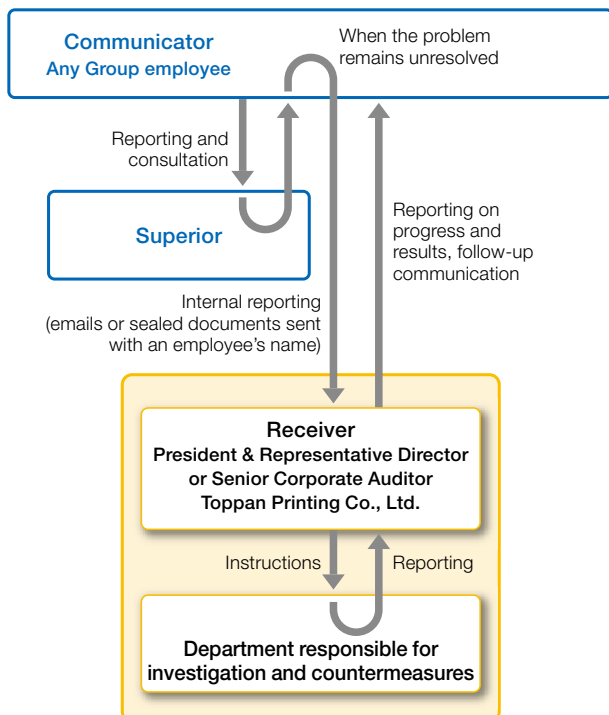 Communicator
Any Group employee
When the problem
remains unresolved
Reporting and
consultation
Superior
Reporting on
progress and
results, follow-up
communication
Internal reporting
(emails or sealed documents sent
with an employee's name)
Receiver
President & Representative Director
or Senior Corporate Auditor
Toppan Printing Co., Ltd.
Instructions
Reporting
Department responsible for
investigation and countermeasures